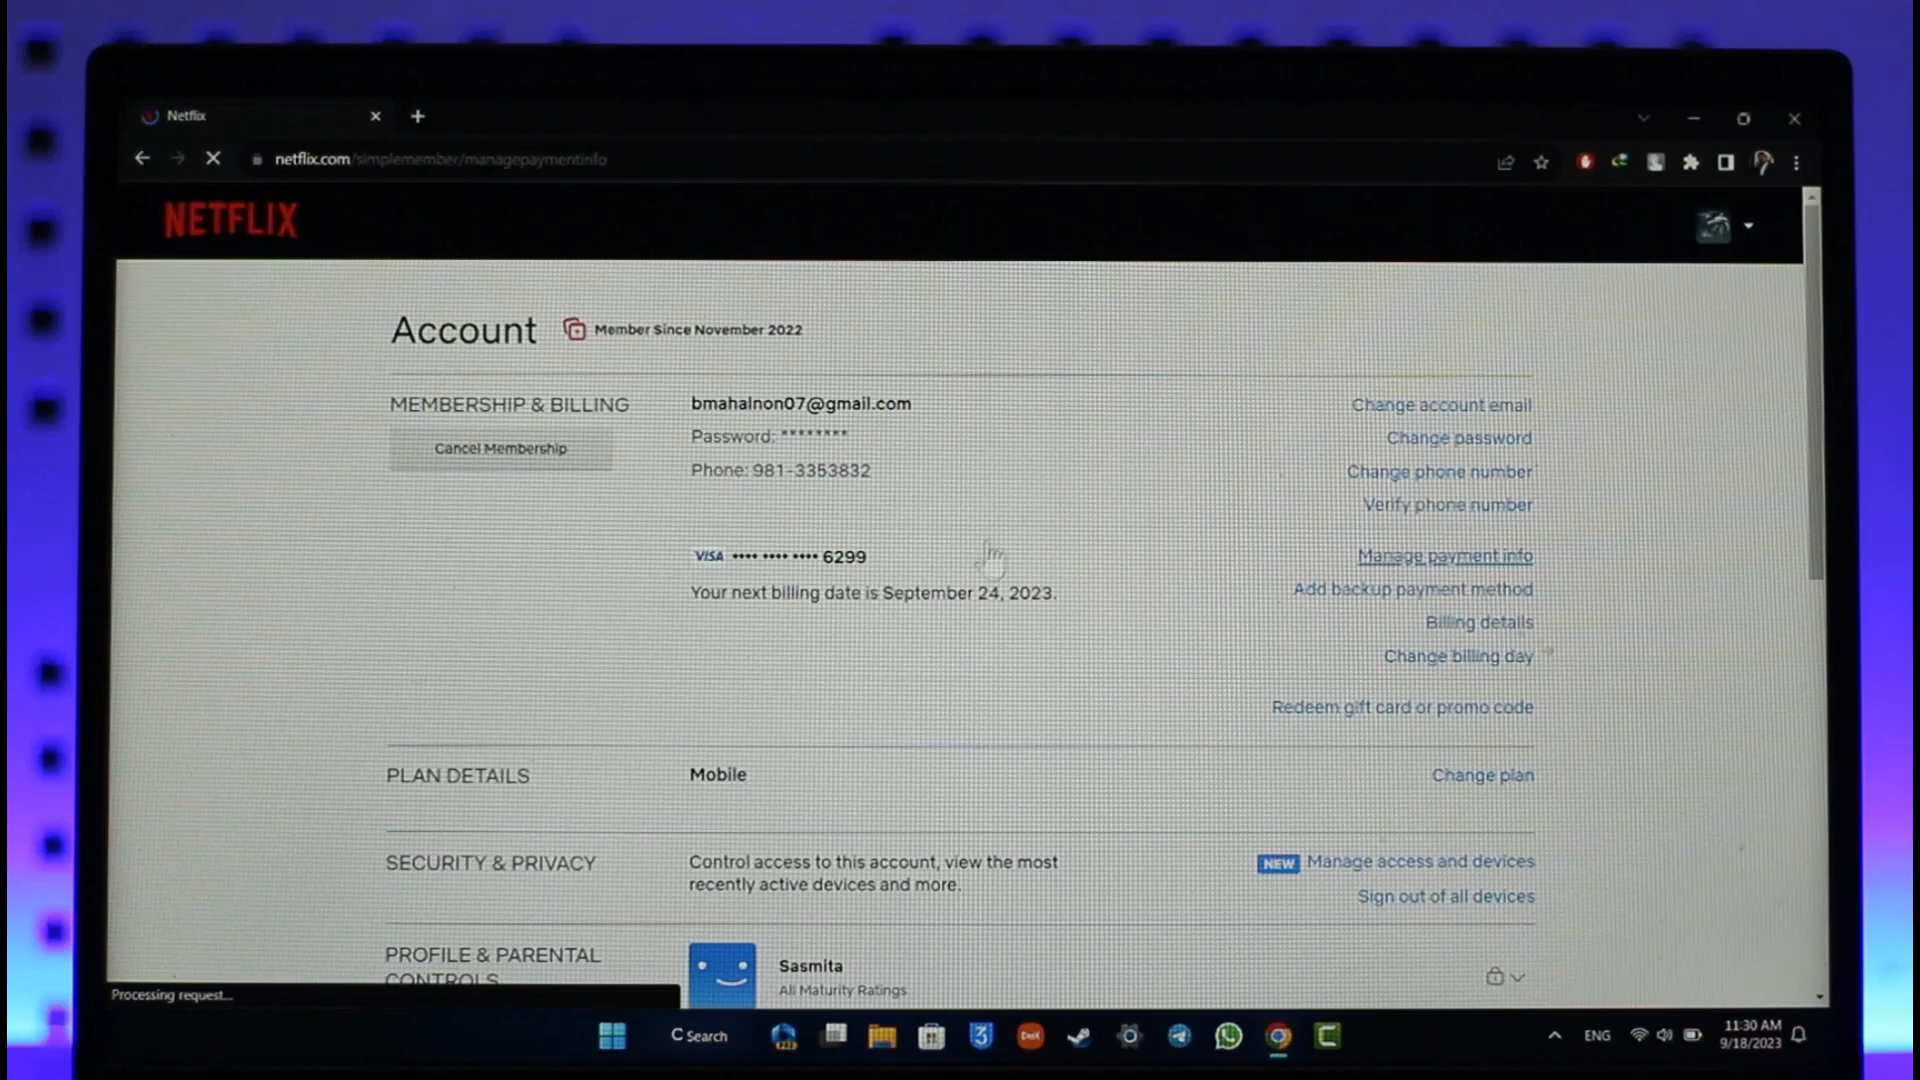 Netflix
netflix.com/simplemember/managepaymentinfo
NETFLIX
Account
Member Since November 2022
MEMBERSHIP & BILLING
Cancel Membership
bmahalnon07@gmail.com
Password: ********
Phone: 981-3353832
Change account email
Change password
Change phone number
Verify phone number
VISA •••• •••• •••• 6299
Your next billing date is September 24, 2023.
Manage payment info
Add backup payment method
Billing details
Change billing day
Redeem gift card or promo code
PLAN DETAILS
Mobile
Change plan
SECURITY & PRIVACY
Control access to this account, view the most
recently active devices and more.
NEW Manage access and devices
Sign out of all devices
PROFILE & PARENTAL
CONTROLS
Sasmita
All Maturity Ratings
Processing request...
Search
ENG
11:30 AM
9/18/2023